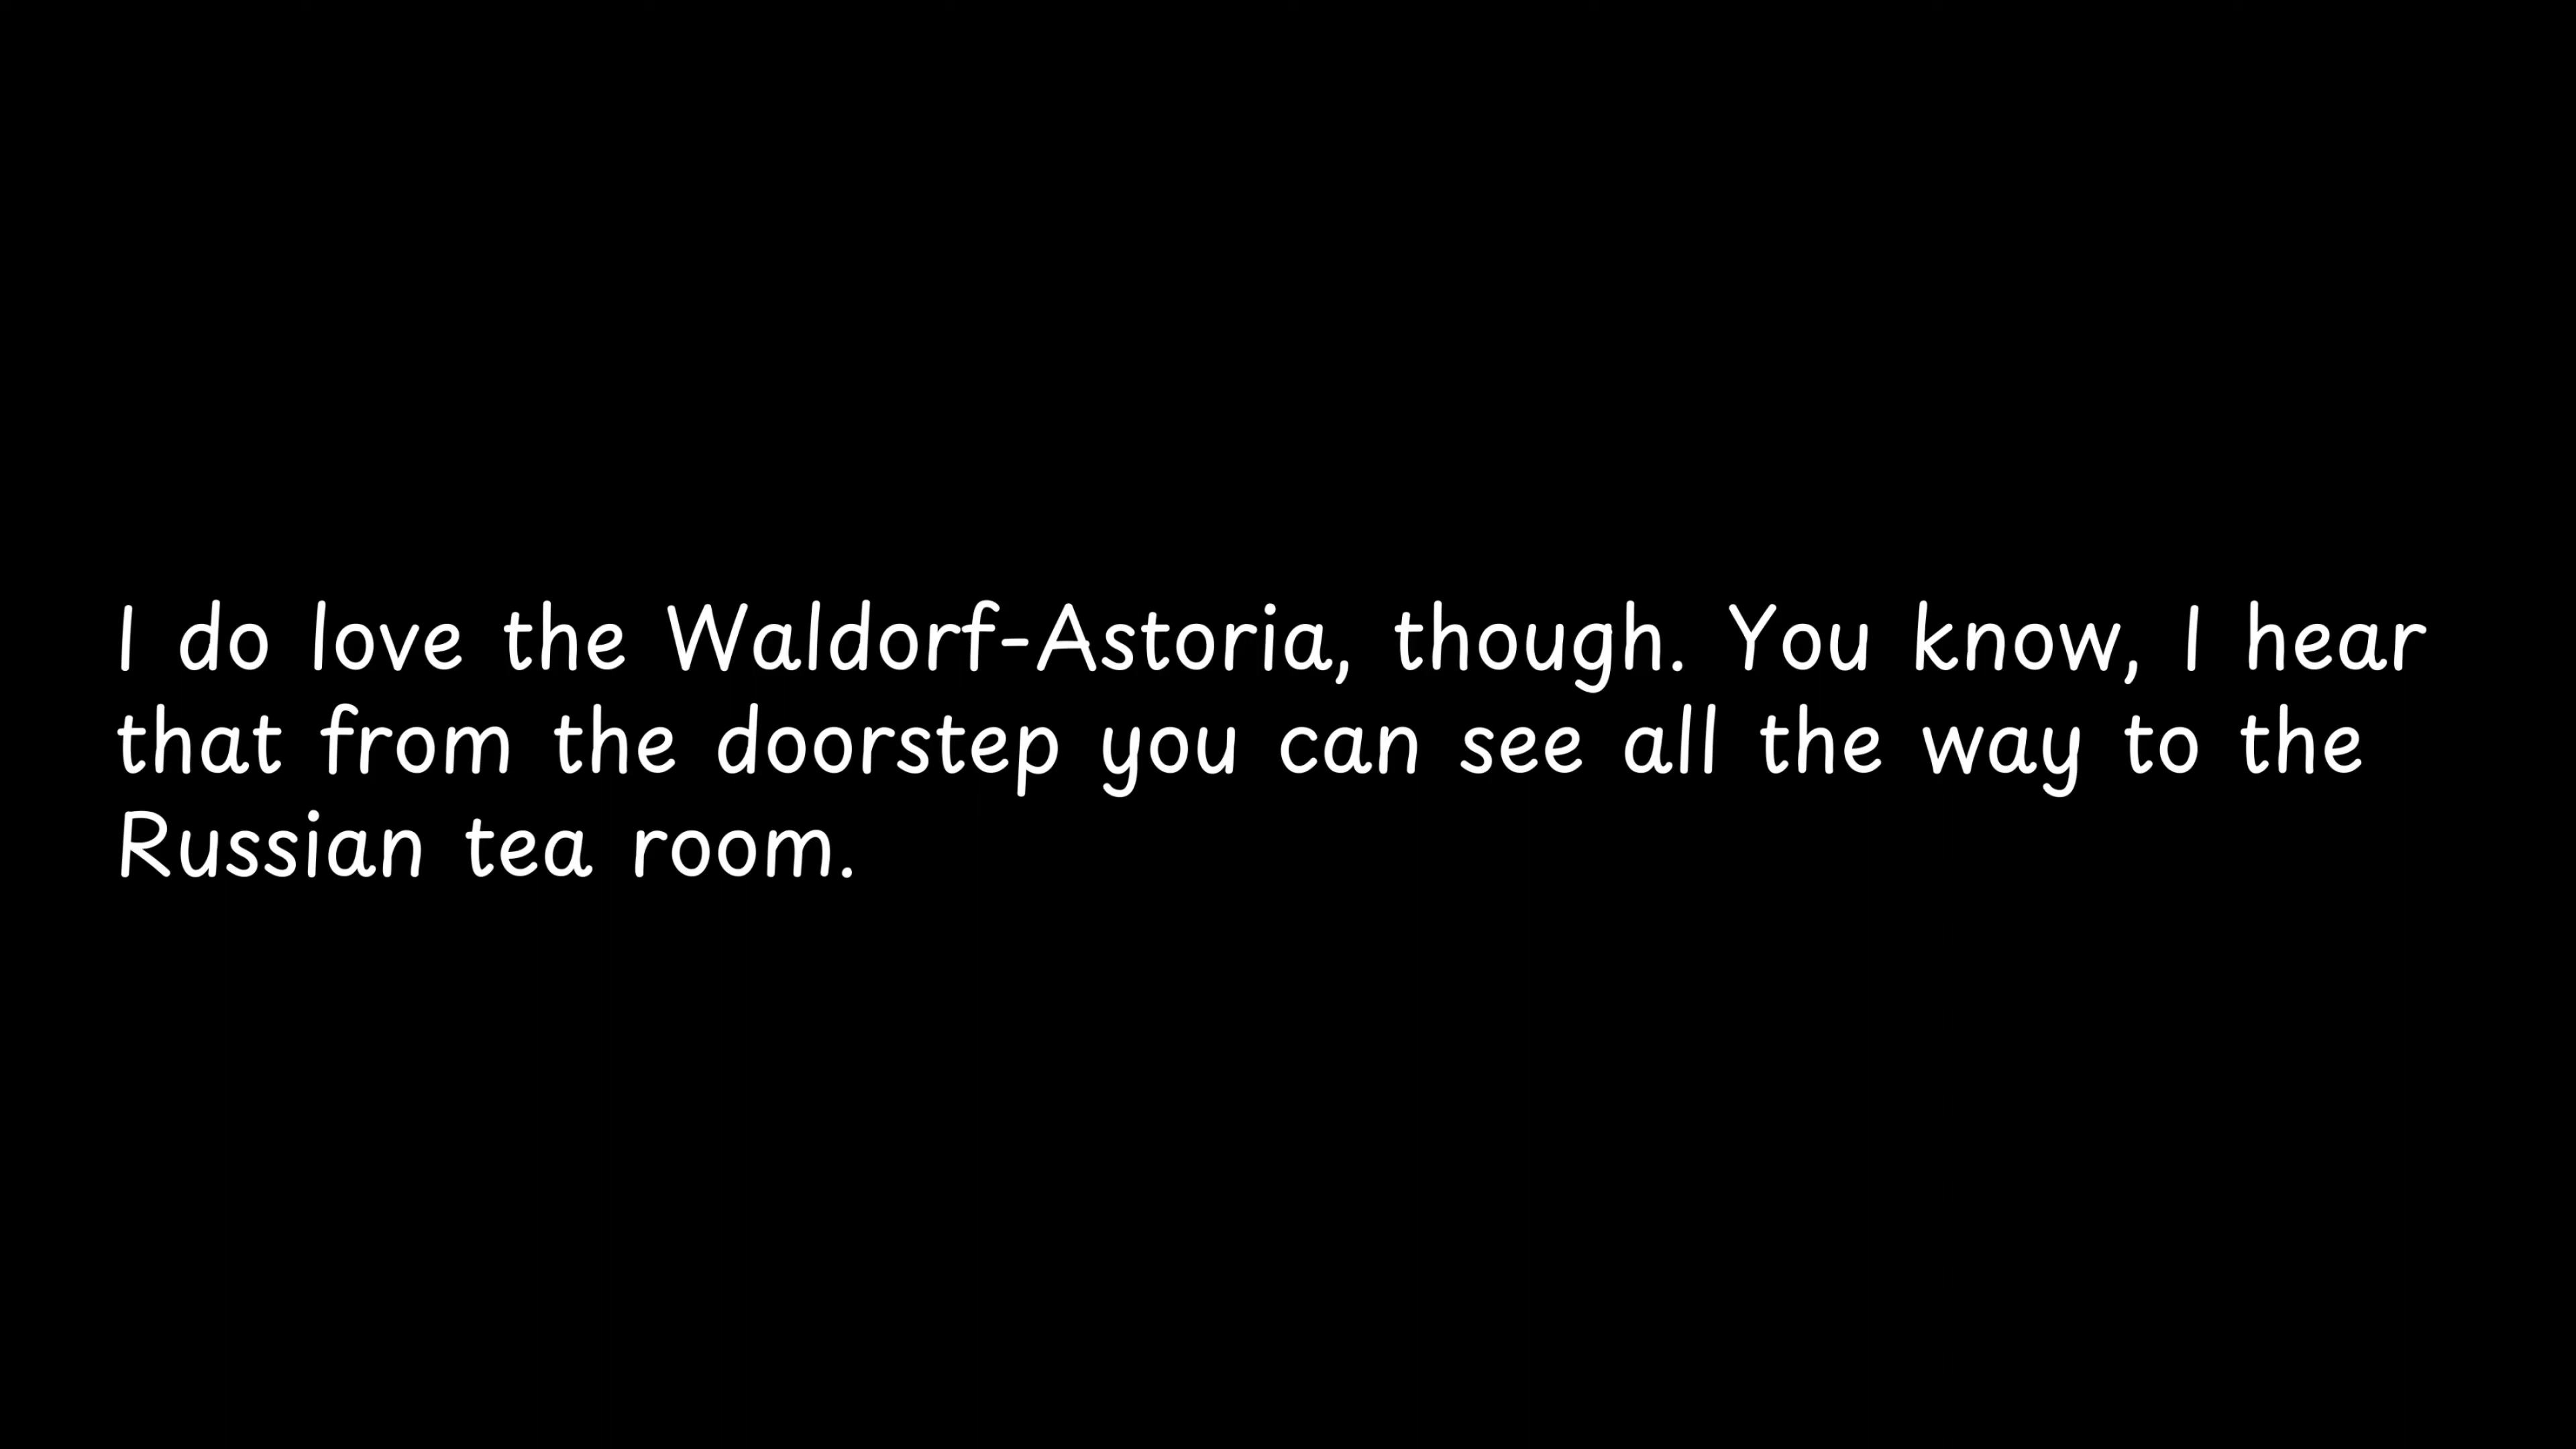 I do love the Waldorf-Astoria, though. You know, I hear
that from the doorstep you can see all the way to the
Russian tea room.